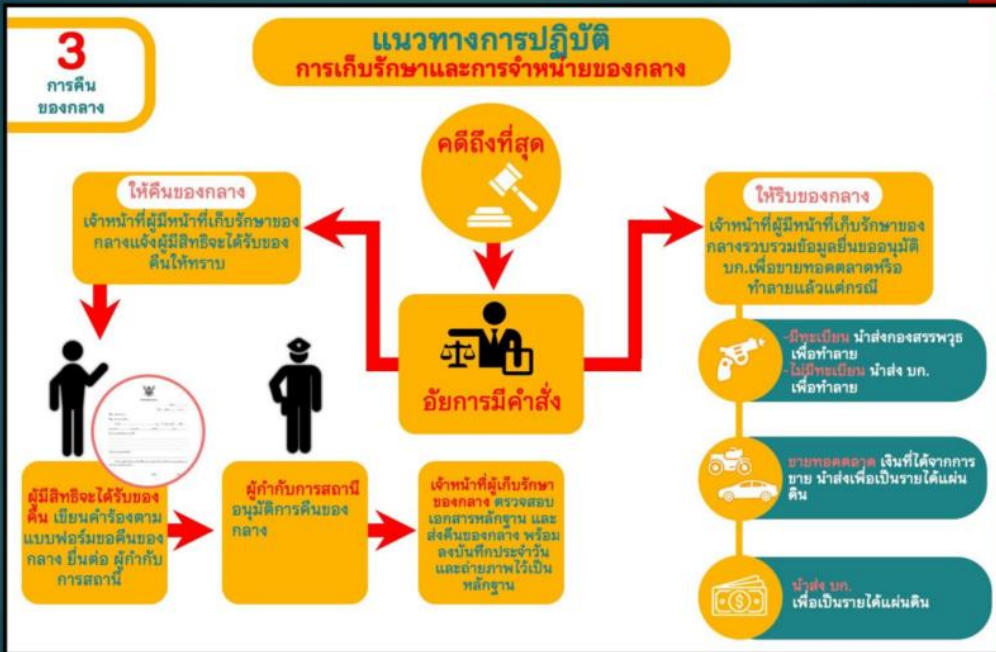 3
การคืน
ของกลาง
แนวทางการปฏิบัติ
การเก็บรักษาและการจำหน่ายของกลาง
คดีถึงที่สุด
ให้คืนของกลาง
เจ้าหน้าที่ผู้มีหน้าที่เก็บรักษาของ
กลางแจ้งผู้มีสิทธิจะได้รับของ
คืนให้ทราบ
ให้ริบของกลาง
เจ้าหน้าที่ผู้มีหน้าที่เก็บรักษาของ
กลางรวบรวมข้อมูลยื่นขออนุมัติ
บก.เพื่อขายทอดตลาดหรือ
ทำลายแล้วแต่กรณี
อัยการมีคำสั่ง
-มีทะเบียน นำส่งกองสรรพาวุธ
เพื่อทำลาย
-ไม่มีทะเบียน นำส่ง บก.
เพื่อทำลาย
ขายทอดตลาด เงินที่ได้จากการ
ขาย นำส่งเพื่อเป็นรายได้แผ่น
ดิน
นำส่ง บก.
เพื่อเป็นรายได้แผ่นดิน
ผู้มีสิทธิจะได้รับของ
คืน เขียนคำร้องตาม
แบบฟอร์มขอคืนของ
กลาง ยื่นต่อ ผู้กำกับ
การสถานี
ผู้กำกับการสถานี
อนุมัติการคืนของ
กลาง
เจ้าหน้าที่ผู้เก็บรักษา
ของกลาง ตรวจสอบ
เอกสารหลักฐาน และ
ส่งคืนของกลาง พร้อม
ลงบันทึกประจำวัน
และถ่ายภาพไว้เป็น
หลักฐาน